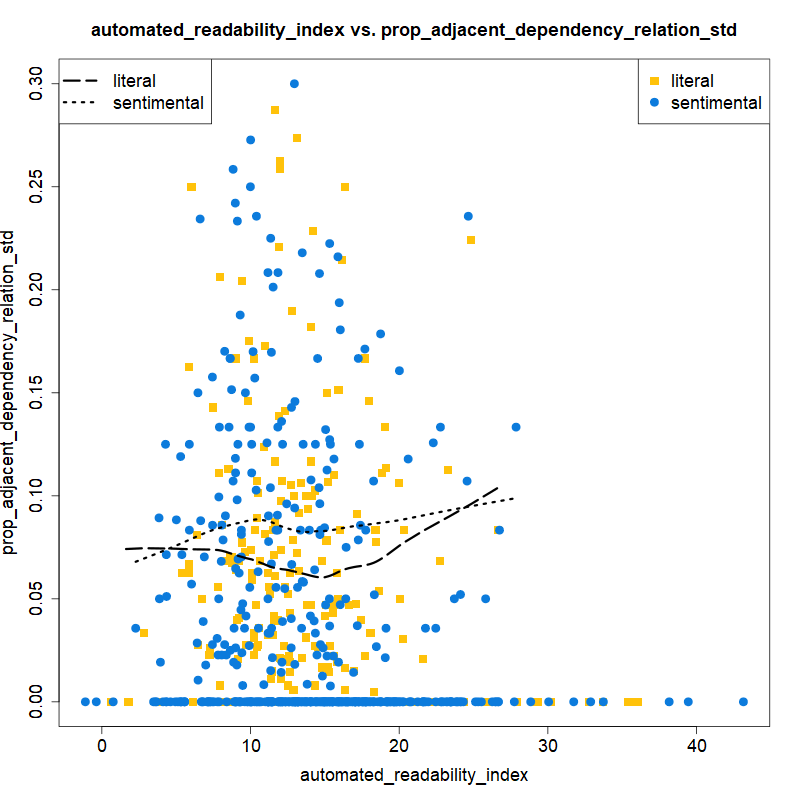 automated_readability_index vs. prop_adjacent_dependency_relation_std
literal
sentimental
literal
sentimental
prop_adjacent_dependency_relation_std
0.30
0.25
0.20
0.15
0.10
0.05
0.00
0 10 20 30 40
automated_readability_index